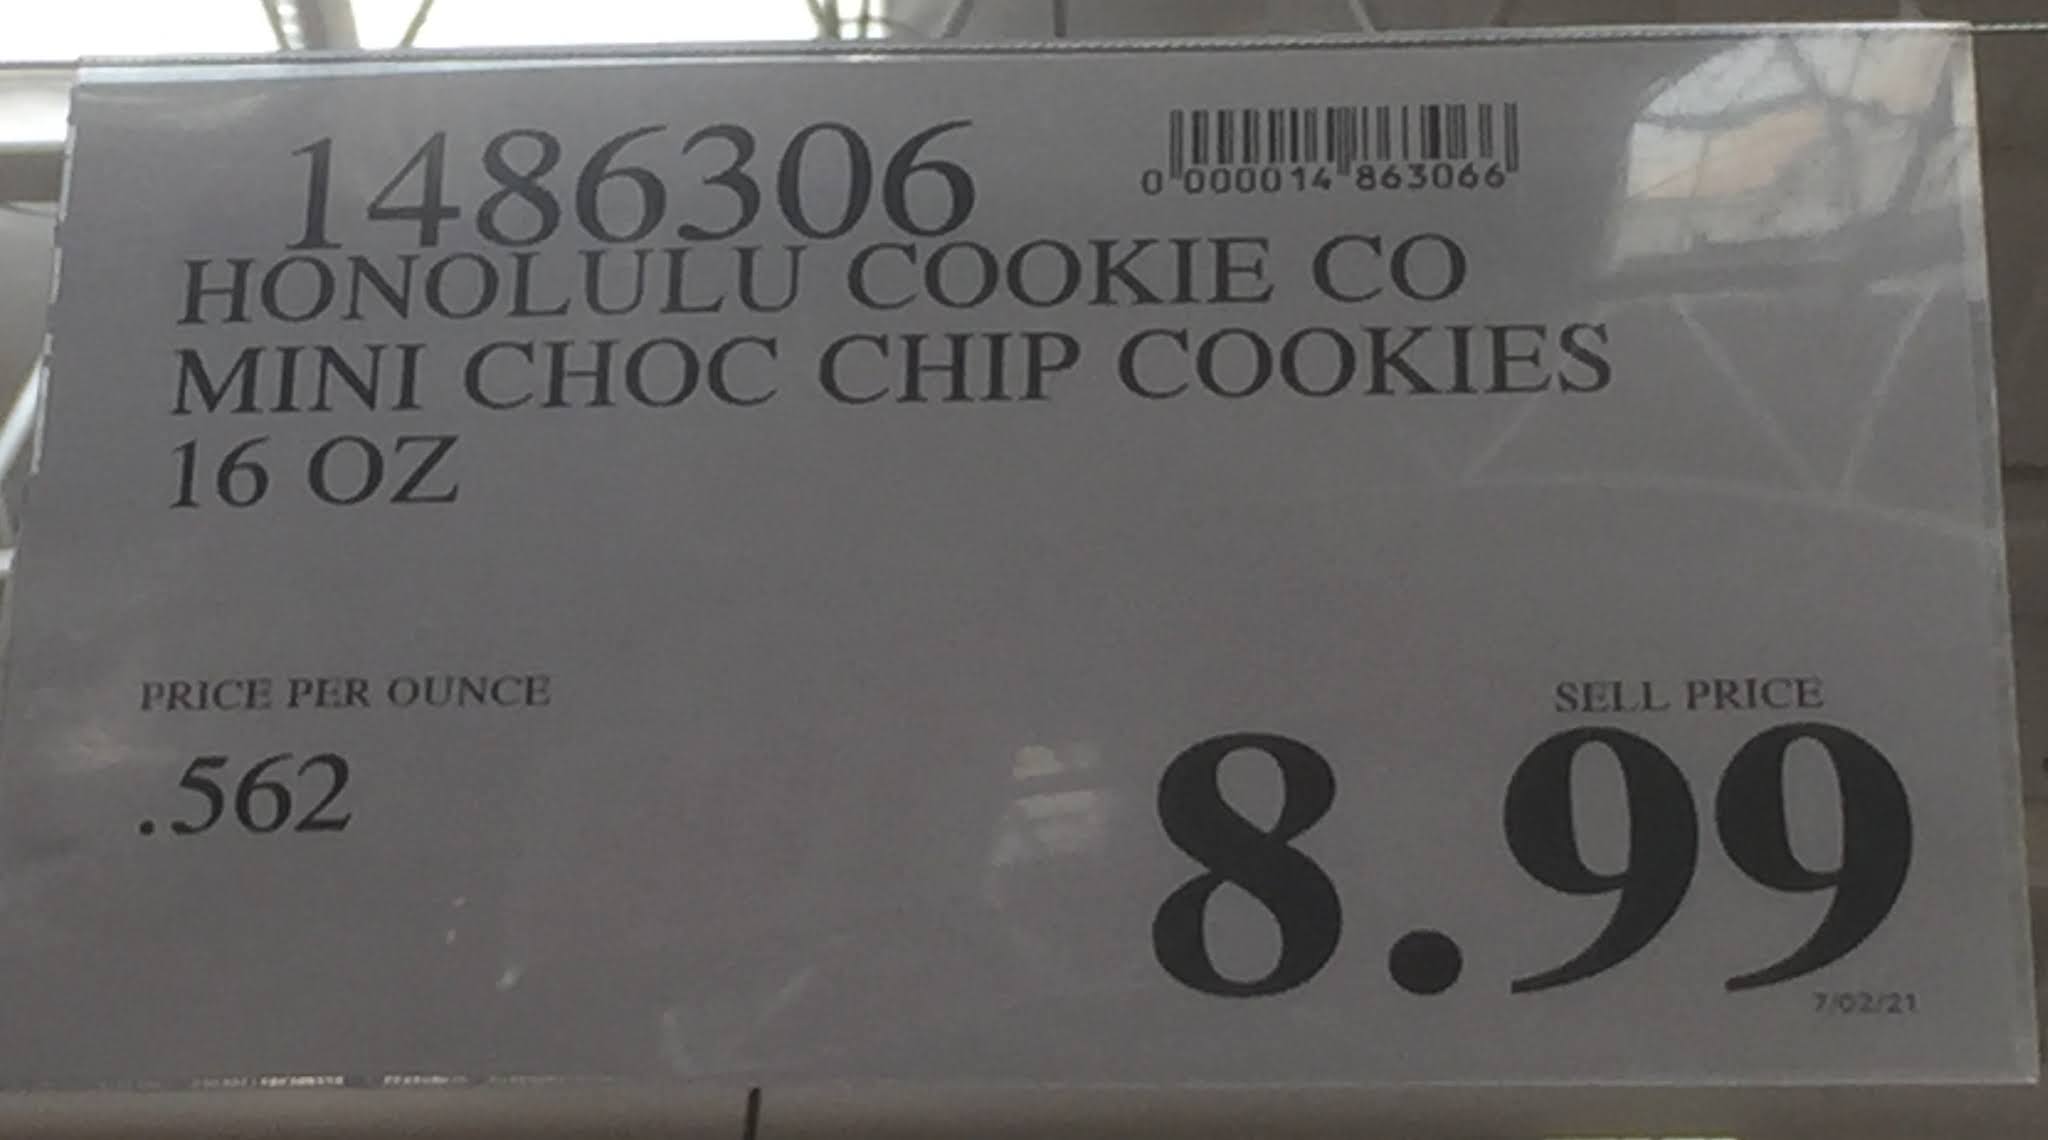 1486306
0 000014 863066
HONOLULU COOKIE CO
MINI CHOC CHIP COOKIES
16 OZ
PRICE PER OUNCE
.562
SELL PRICE
8.99
7/02/21